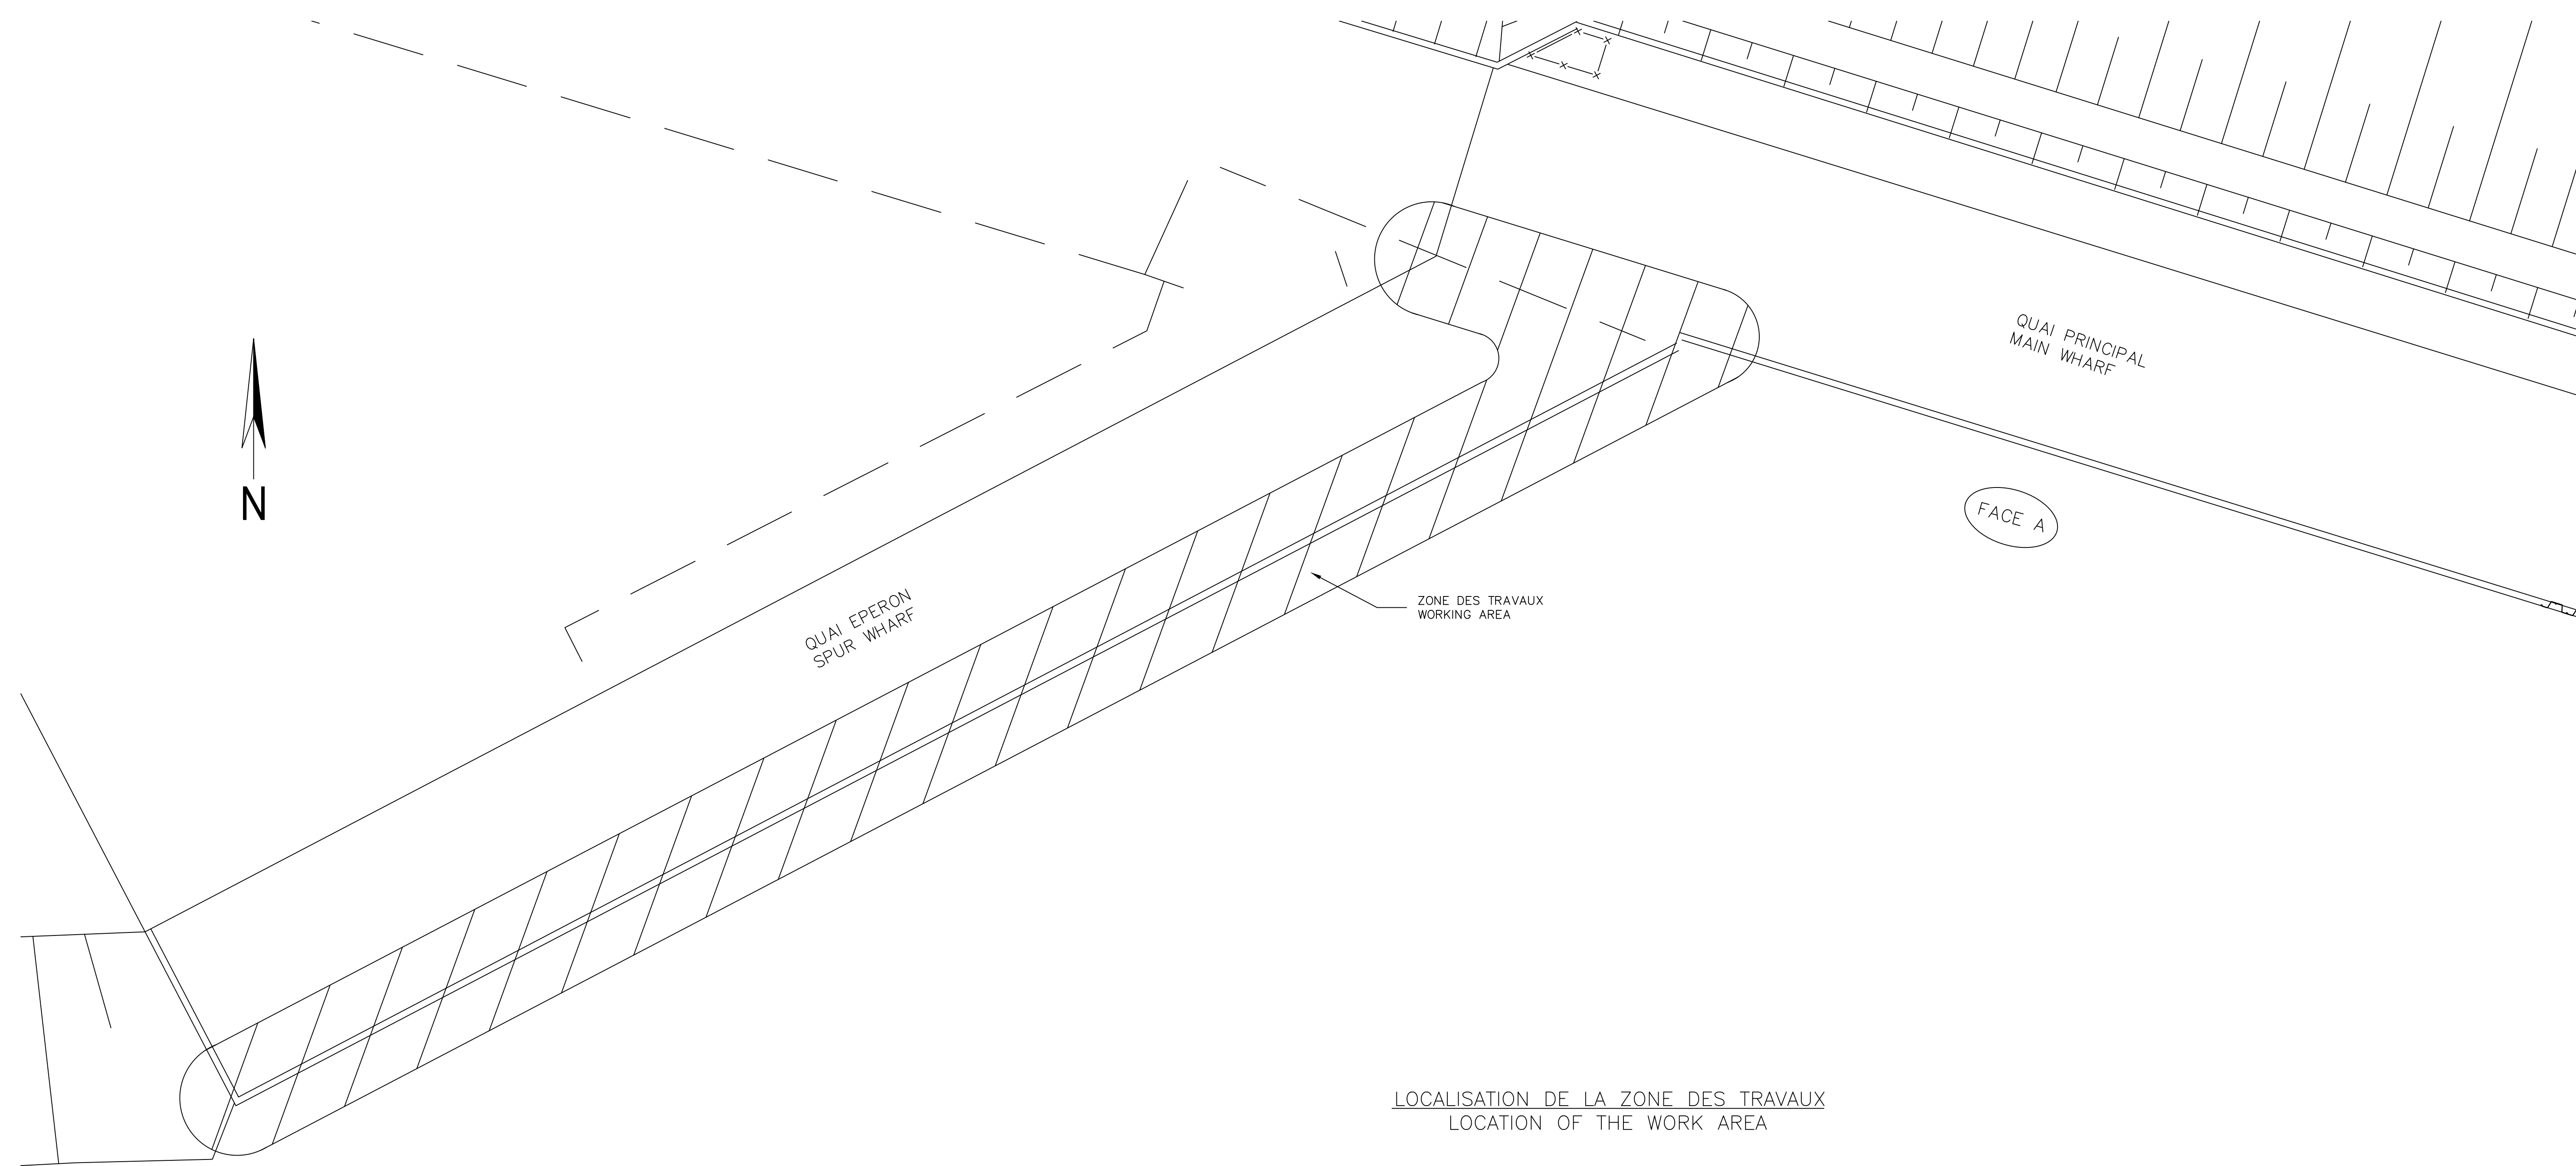 QUAI PRINCIPAL
MAIN WHARF
N
FACE A
QUAI EPERON
SPUR WHARF
ZONE DES TRAVAUX
WORKING AREA
LOCALISATION DE LA ZONE DES TRAVAUX
LOCATION OF THE WORK AREA